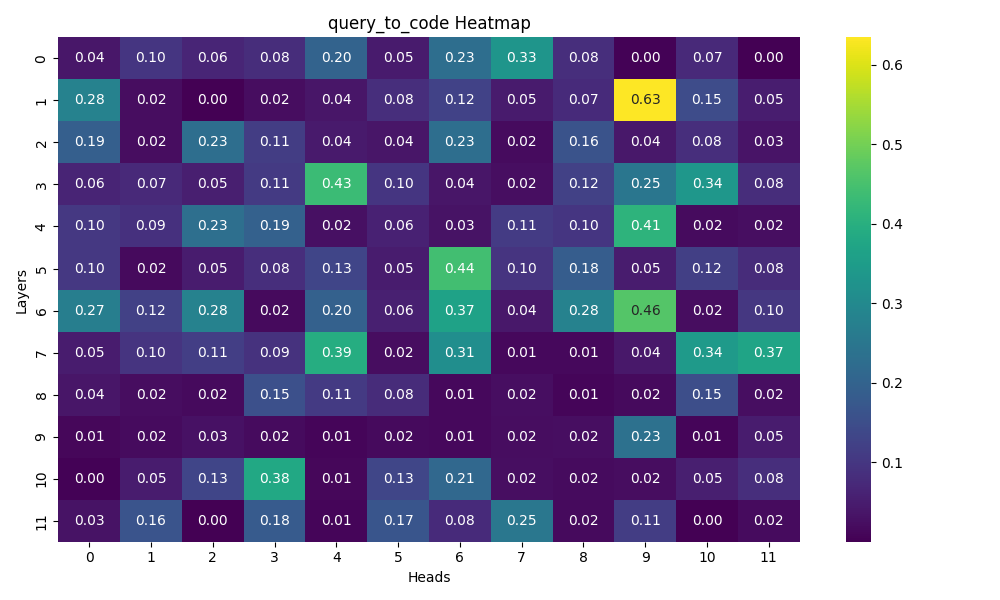 query_to_code Heatmap
0 0.04 0.10 0.06 0.08 0.20 0.05 0.23 0.33 0.08 0.00 0.07 0.00
1 0.28 0.02 0.00 0.02 0.04 0.08 0.12 0.05 0.07 0.63 0.15 0.05
2 0.19 0.02 0.23 0.11 0.04 0.04 0.23 0.02 0.16 0.04 0.08 0.03
3 0.06 0.07 0.05 0.11 0.43 0.10 0.04 0.02 0.12 0.25 0.34 0.08
4 0.10 0.09 0.23 0.19 0.02 0.06 0.03 0.11 0.10 0.41 0.02 0.02
5 0.10 0.02 0.05 0.08 0.13 0.05 0.44 0.10 0.18 0.05 0.12 0.08
6 0.27 0.12 0.28 0.02 0.20 0.06 0.37 0.04 0.28 0.46 0.02 0.10
7 0.05 0.10 0.11 0.09 0.39 0.02 0.31 0.01 0.01 0.04 0.34 0.37
8 0.04 0.02 0.02 0.15 0.11 0.08 0.01 0.02 0.01 0.02 0.15 0.02
9 0.01 0.02 0.03 0.02 0.01 0.02 0.01 0.02 0.02 0.23 0.01 0.05
10 0.00 0.05 0.13 0.38 0.01 0.13 0.21 0.02 0.02 0.02 0.05 0.08
11 0.03 0.16 0.00 0.18 0.01 0.17 0.08 0.25 0.02 0.11 0.00 0.02
0 1 2 3 4 5 6 7 8 9 10 11
Heads
Layers
0.6
0.5
0.4
0.3
0.2
0.1